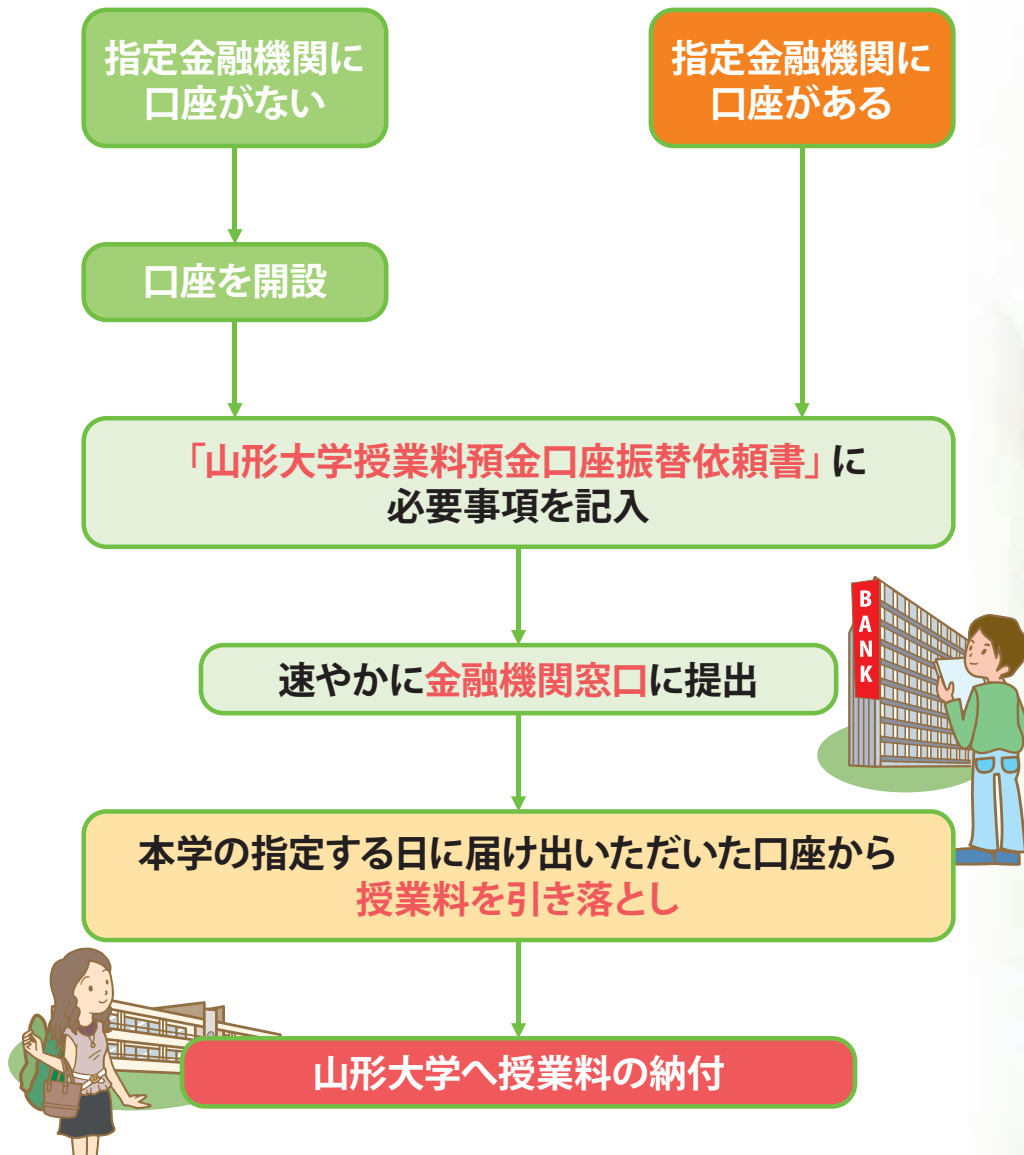 指定金融機関に
口座がない
指定金融機関に
口座がある
口座を開設
「山形大学授業料預金口座振替依頼書」に
必要事項を記入
BANK
速やかに金融機関窓口に提出
本学の指定する日に届け出いただいた口座から
授業料を引き落とし
山形大学へ授業料の納付